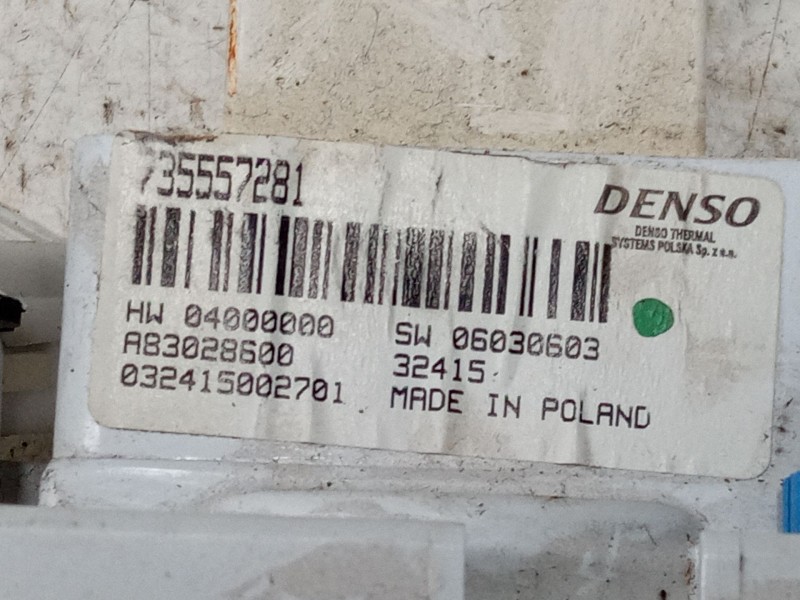 735557281
DENSO
DENSO THERMAL
SYSTEMS POLSKA Sp. z o.o.
HW 04000000
SW 06030603
A83028600
32415
032415002701
MADE IN POLAND